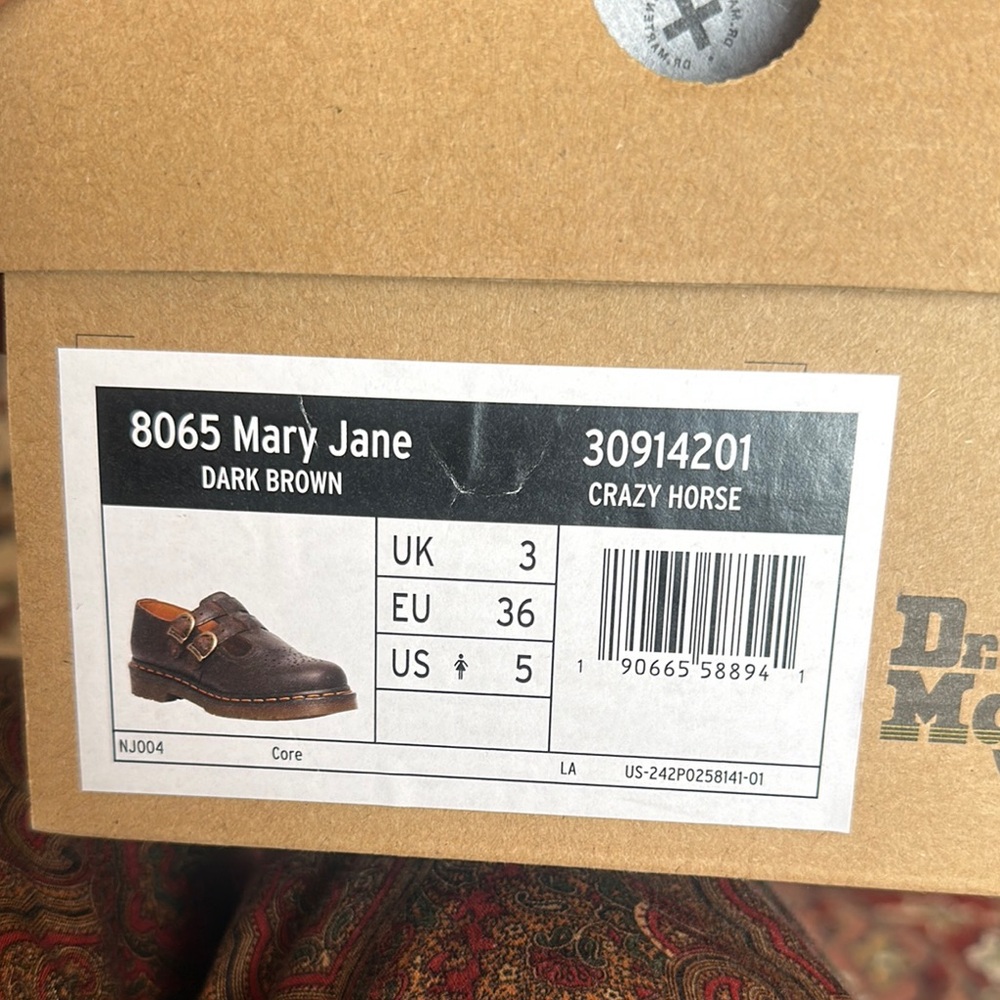 8065 Mary Jane
DARK BROWN
30914201
CRAZY HORSE
UK 3
EU 36
US 5
1 90665 58894 1
NJ004
Core
LA
US-242P0258141-01
Dr.